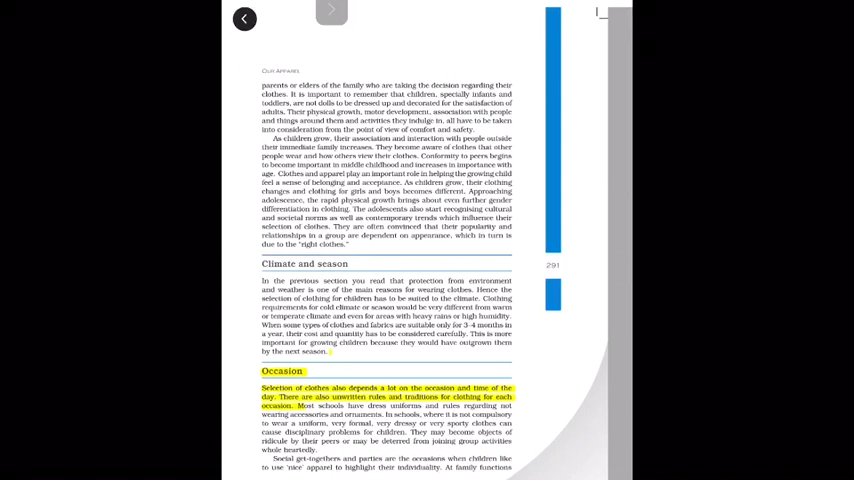 OUR APPAREL
parents or elders of the family who are taking the decision regarding their
clothes. It is important to remember that children, specially infants and
toddlers, are not dolls to be dressed up and decorated for the satisfaction of
adults. Their physical growth, motor development, association with people
and things around them and activities they indulge in, all have to be taken
into consideration from the point of view of comfort and safety.
As children grow, their association and interaction with people outside
their immediate family increases. They become aware of clothes that other
people wear and how others view their clothes. Conformity to peers begins
to become important in middle childhood and increases in importance with
age. Clothes and apparel play an important role in helping the growing child
feel a sense of belonging and acceptance. As children grow, their clothing
changes and clothing for girls and boys becomes different. Approaching
adolescence, the rapid physical growth brings about even further gender
differentiation in clothing. The adolescents also start recognising cultural
and societal norms as well as contemporary trends which influence their
selection of clothes. They are often convinced that their popularity and
relationships in a group are dependent on appearance, which in turn is
due to the "right clothes."
Climate and season
291
In the previous section you read that protection from environment
and weather is one of the main reasons for wearing clothes. Hence the
selection of clothing for children has to be suited to the climate. Clothing
requirements for cold climate or season would be very different from warm
or temperate climate and even for areas with heavy rains or high humidity.
When some types of clothes and fabrics are suitable only for 3-4 months in
a year, their cost and quantity has to be considered carefully. This is more
important for growing children because they would have outgrown them
by the next season.
Occasion
Selection of clothes also depends a lot on the occasion and time of the
day. There are also unwritten rules and traditions for clothing for each
occasion. Most schools have dress uniforms and rules regarding not
wearing accessories and ornaments. In schools, where it is not compulsory
to wear a uniform, very formal, very dressy or very sporty clothes can
cause disciplinary problems for children. They may become objects of
ridicule by their peers or may be deterred from joining group activities
whole heartedly.
Social get-ingethers and parties are the occasions when children like
to use 'nice' apparel to highlight their individuality. At family functions